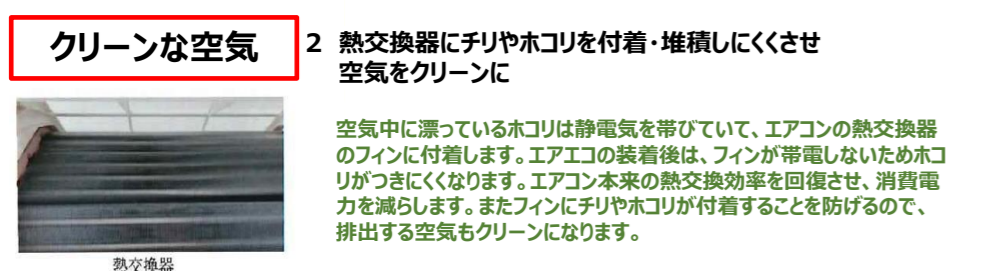 クリーンな空気
2 熱交換器にチリやホコリを付着・堆積しにくくさせ
空気をクリーンに
空気中に漂っているホコリは静電気を帯びていて、エアコンの熱交換器
のフィンに付着します。エアエコの装着後は、フィンが帯電しないためホコ
リがつきにくくなります。エアコン本来の熱交換効率を回復させ、消費電
力を減らします。またフィンにチリやホコリが付着することを防げるので、
排出する空気もクリーンになります。
熱交換器